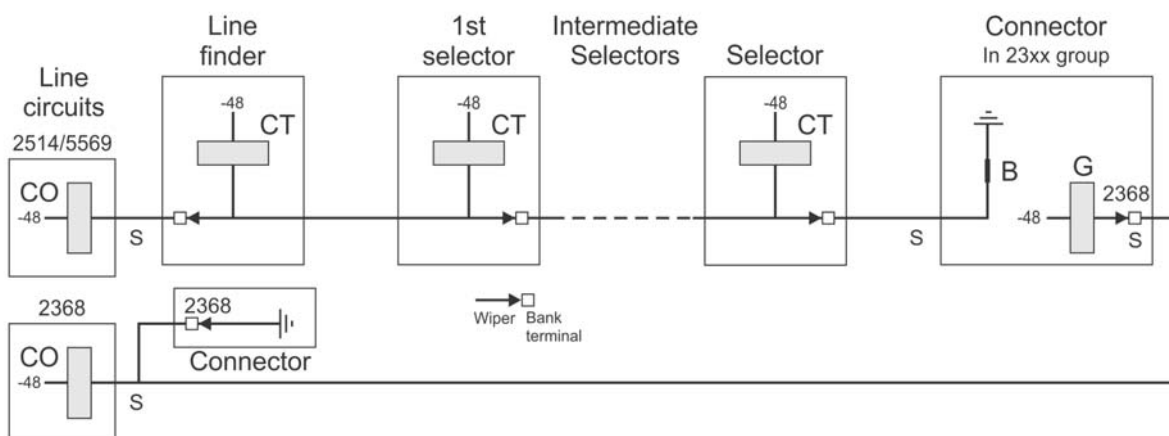 Line
finder
1st
selector
Intermediate
Selectors
Selector
Connector
In 23xx group
Line
circuits
2514/5569
CO
-48
S
-48
CT
-48
CT
-48
CT
S
B
G
-48
2368
S
2368
CO
-48
S
2368
Connector
Wiper
Bank
terminal